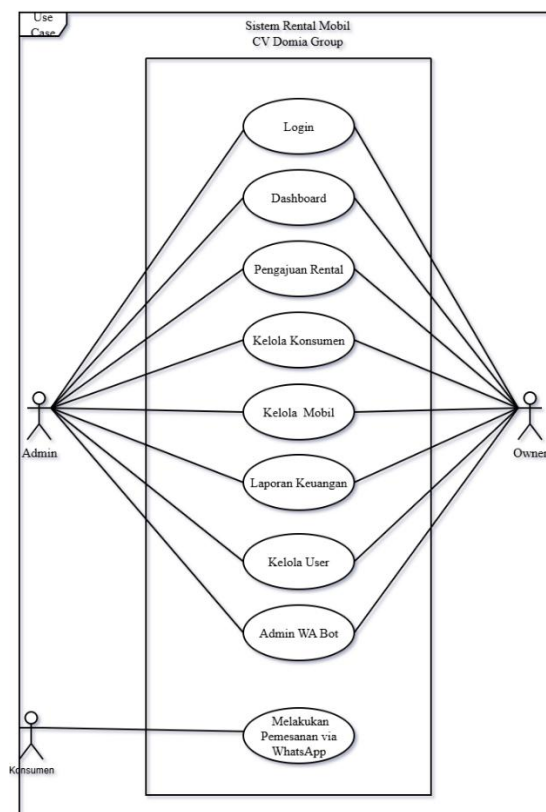 Use
Case
Sistem Rental Mobil
CV Domia Group
Login
Dashboard
Pengajuan Rental
Kelola Konsumen
Kelola Mobil
Admin
Owner
Laporan Keuangan
Kelola User
Admin WA Bot
Melakukan
Pemesanan via
WhatsApp
Konsumen